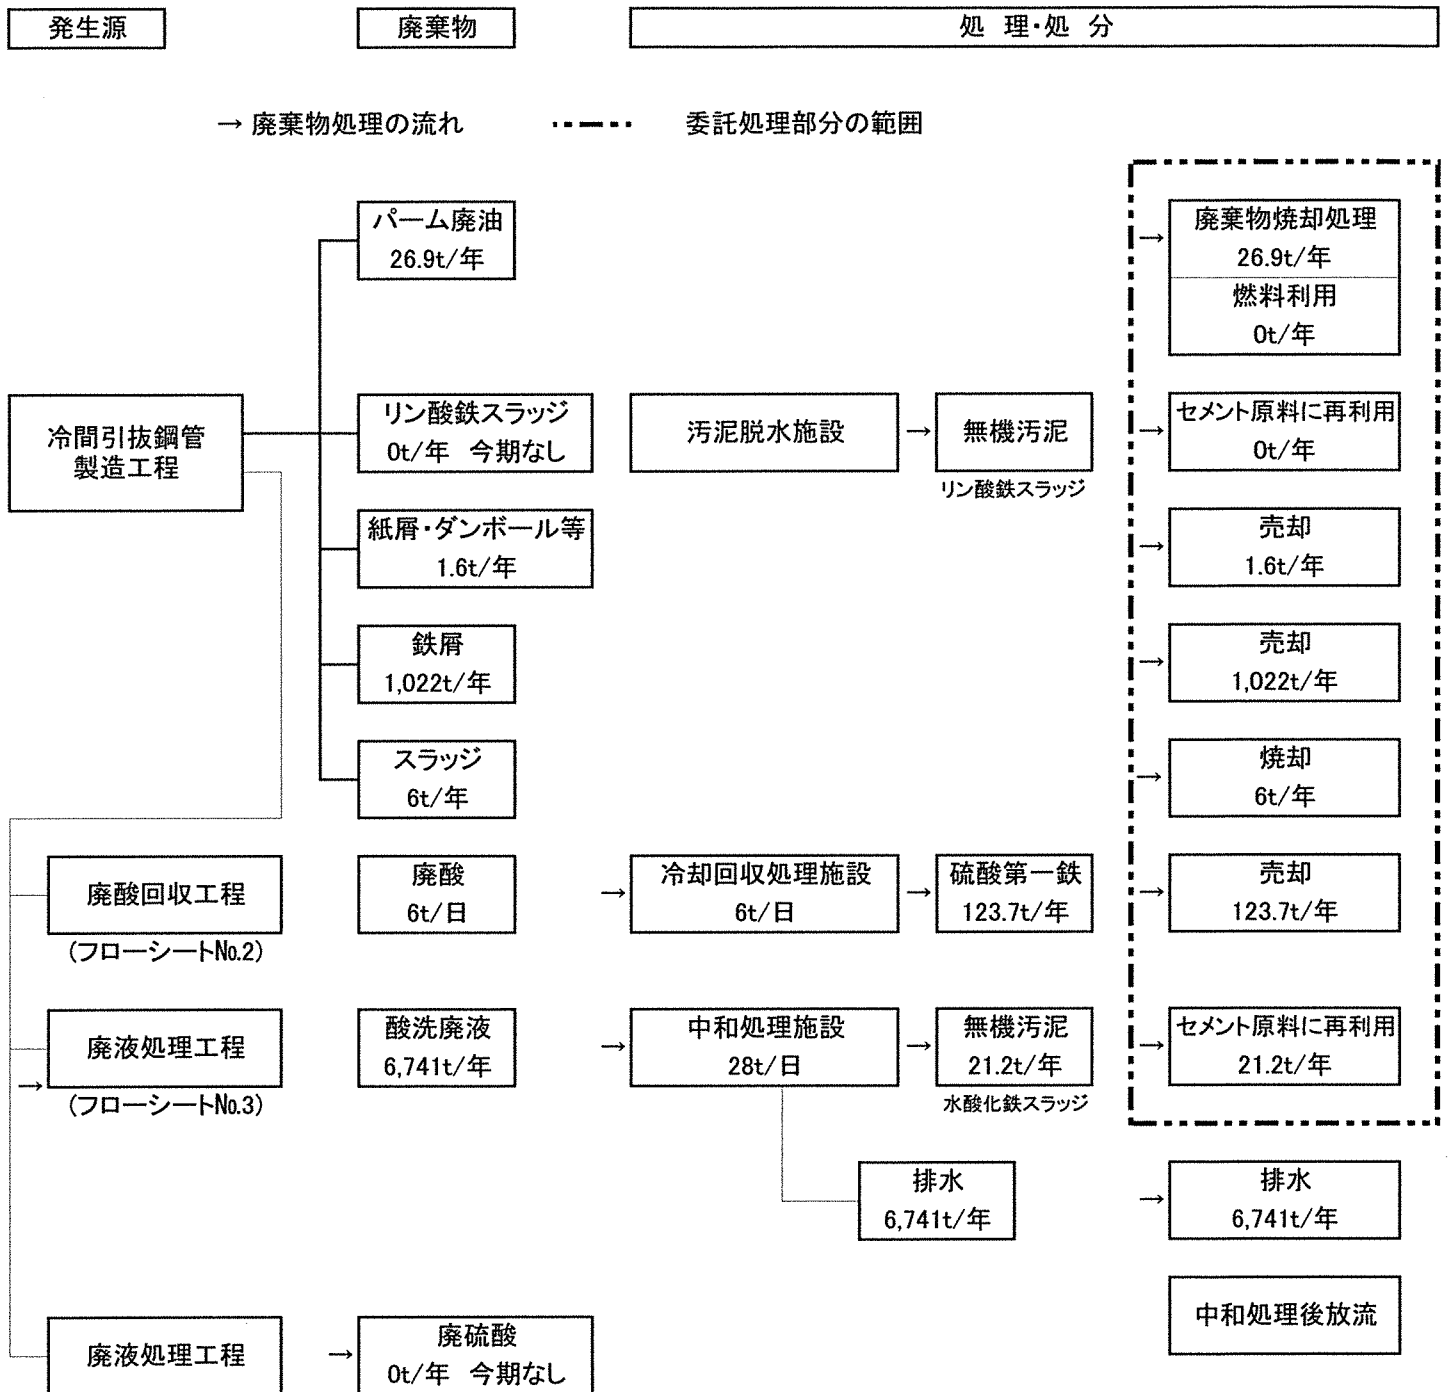 発生源
廃棄物
処 理・処 分
→ 廃棄物処理の流れ
委託処理部分の範囲
パーム廃油
26.9t/年
→
廃棄物焼却処理
26.9t/年
燃料利用
0t/年
冷間引抜鋼管
製造工程
リン酸鉄スラッジ
0t/年 今期なし
汚泥脱水施設
→
無機汚泥
リン酸鉄スラッジ
→
セメント原料に再利用
0t/年
紙屑・ダンボール等
1.6t/年
→
売却
1.6t/年
鉄屑
1,022t/年
→
売却
1,022t/年
スラッジ
6t/年
→
焼却
6t/年
廃酸回収工程
(フローシート№2)
廃酸
6t/日
→
冷却回収処理施設
6t/日
→
硫酸第一鉄
123.7t/年
→
売却
123.7t/年
→
廃液処理工程
(フローシート№3)
酸洗廃液
6,741t/年
→
中和処理施設
28t/日
→
無機汚泥
21.2t/年
水酸化鉄スラッジ
→
セメント原料に再利用
21.2t/年
排水
6,741t/年
→
排水
6,741t/年
中和処理後放流
廃液処理工程
→
廃硫酸
0t/年 今期なし